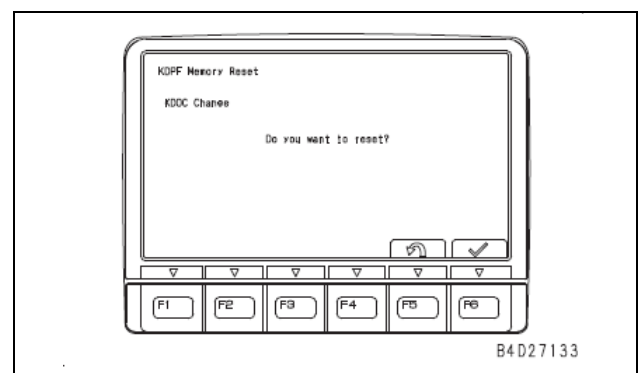 KDPF Memory Reset
KDOC Change
Do you want to reset?
F1 F2 F3 F4 F5 F6
B4D27133